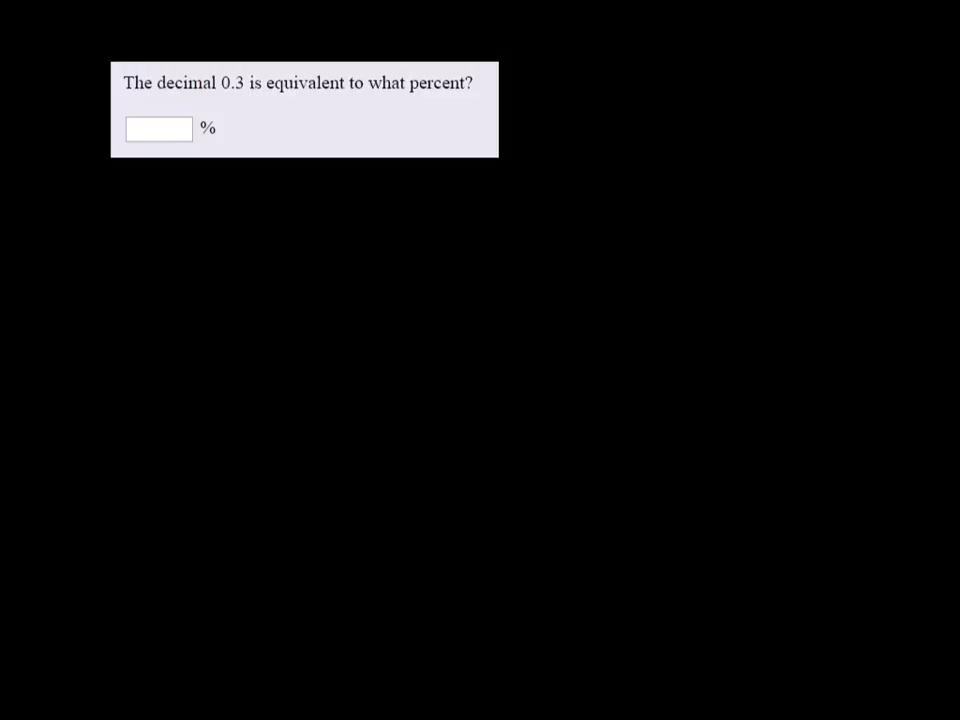 The decimal 0.3 is equivalent to what percent?
%